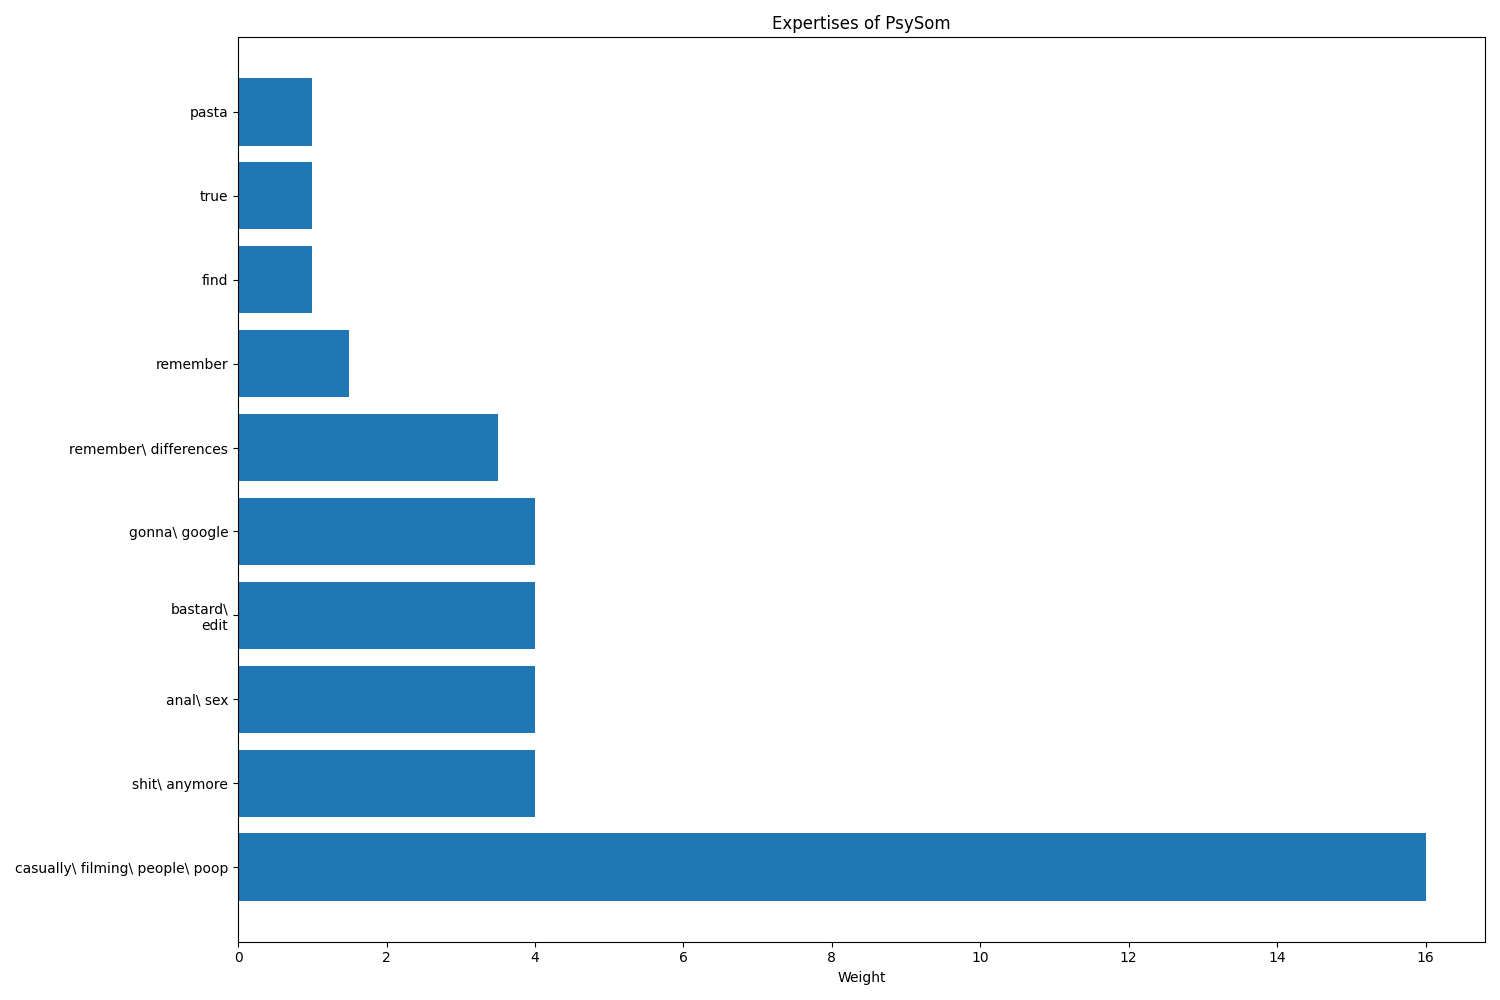 Expertises of PsySom
pasta
true
find
remember
remember\ differences
gonna\ google
bastard\
edit
anal\ sex
shit\ anymore
casually\ filming\ people\ poop
0 2 4 6 8 10 12 14 16
Weight